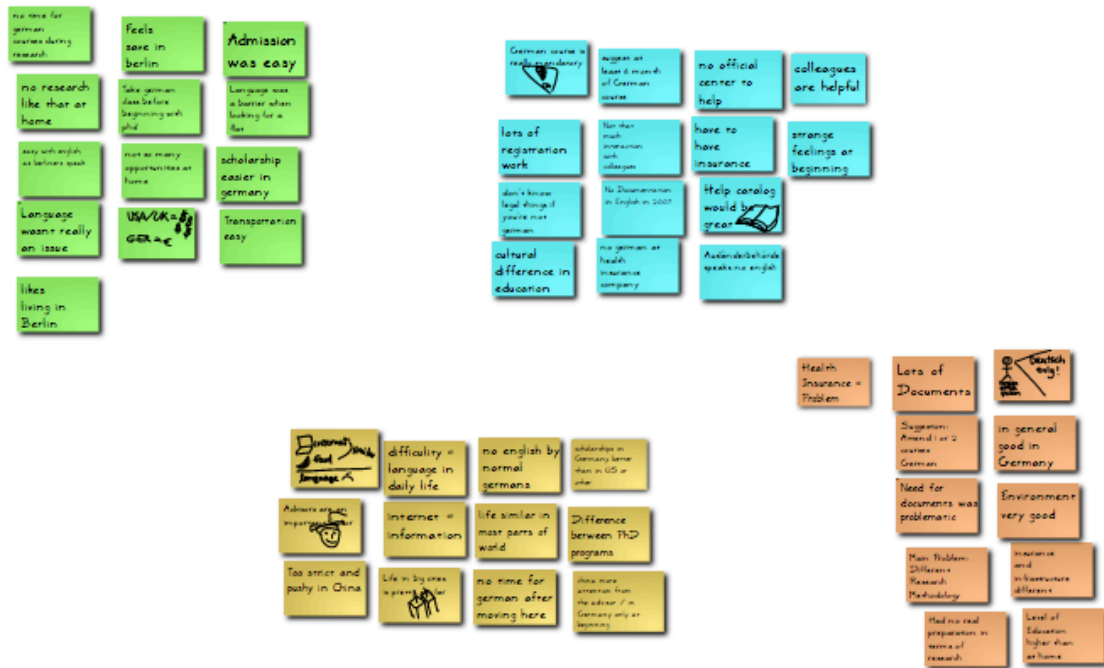 no time for
german
courses during
research
Feels
save in
berlin
Admission
was easy
no research
like that at
home
Take german
class before
beginning with
phd
Language was
a barrier when
looking for a
flat
easy with english
as berliners speak
not so many
opportunities at
home
scholarship
easier in
germany
Language
wasnt really
an issue
USA/UK = $
GER = €
Transportation
easy
likes
living in
Berlin
German course is
really mandatory
suggest at
least 6 month
of German
course
no official
center to
help
colleagues
are helpful
lots of
registration
work
Not that
much
interaction
with
colleagues
have to
have
insurance
strange
feelings at
beginning
don't know
legal things if
you're not
german
No Documentation
in English in 2007
Help catalog
would be
great
cultural
difference in
education
no german at
health
insurance
company
Ausländerbehörde
speaks no english
Health
Insurance =
Problem
Lots of
Documents
Deutsch
only!
Suggestion:
Attend 1 or 2
courses
German
in general
good in
Germany
Need for
documents was
problematic
Environment
very good
Main Problem:
Different
Research
Methodology
insurance
and
infrastructure
different
Had no real
preparation in
terms of
research
Level of
Education
higher than
at home
internet
food
language
difficulty =
language in
daily life
no english by
normal
germans
scholarships in
Germany better
than in US or
other
Advisors are an
important
Internet =
Information
life similar in
most parts of
world
Difference
between PhD
programs
Too strict and
pushy in China
Life in big cities
is pretty
no time for
german after
moving here
china more
attention from
the advisor / in
Germany only at
beginning